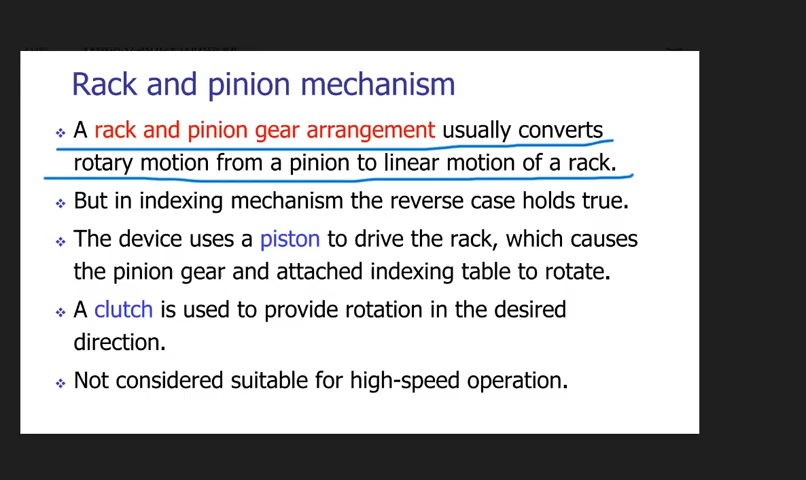 Rack and pinion mechanism
A rack and pinion gear arrangement usually converts
rotary motion from a pinion to linear motion of a rack.
But in indexing mechanism the reverse case holds true.
The device uses a piston to drive the rack, which causes
the pinion gear and attached indexing table to rotate.
A clutch is used to provide rotation in the desired
direction.
Not considered suitable for high-speed operation.